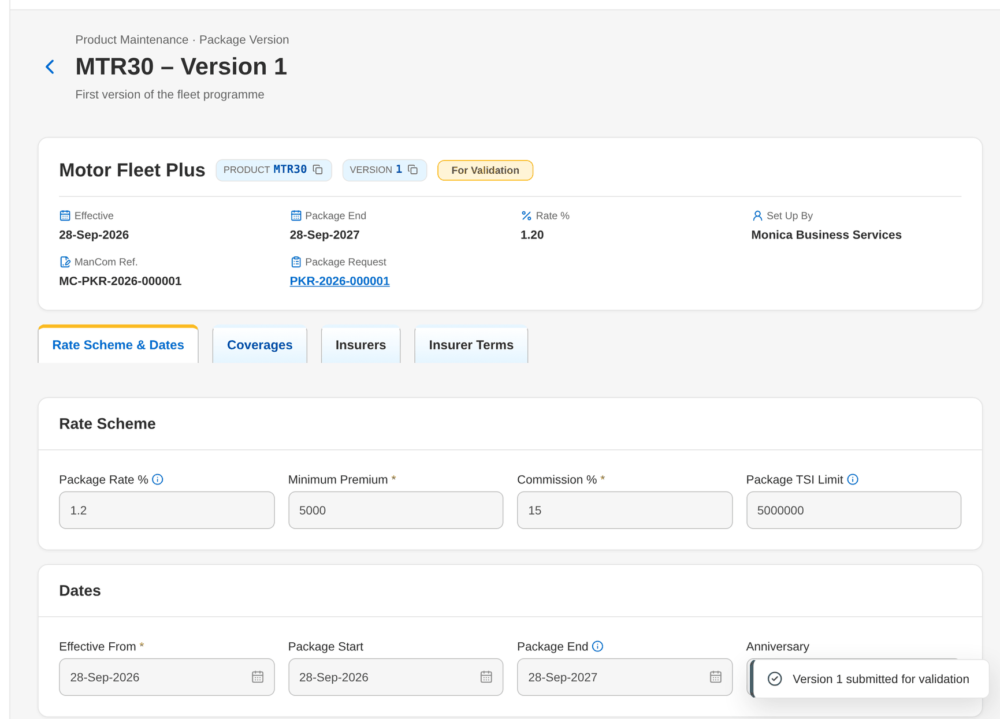 Product Maintenance · Package Version
MTR30 – Version 1
First version of the fleet programme
Motor Fleet Plus PRODUCT MTR30 VERSION 1 For Validation
Effective Package End Rate % Set Up By
28-Sep-2026 28-Sep-2027 1.20 Monica Business Services
ManCom Ref. Package Request
MC-PKR-2026-000001 PKR-2026-000001
Rate Scheme & Dates Coverages Insurers Insurer Terms
Rate Scheme
Package Rate % Minimum Premium * Commission % * Package TSI Limit
1.2 5000 15 5000000
Dates
Effective From * Package Start Package End Anniversary
28-Sep-2026 28-Sep-2026 28-Sep-2027 Version 1 submitted for validation